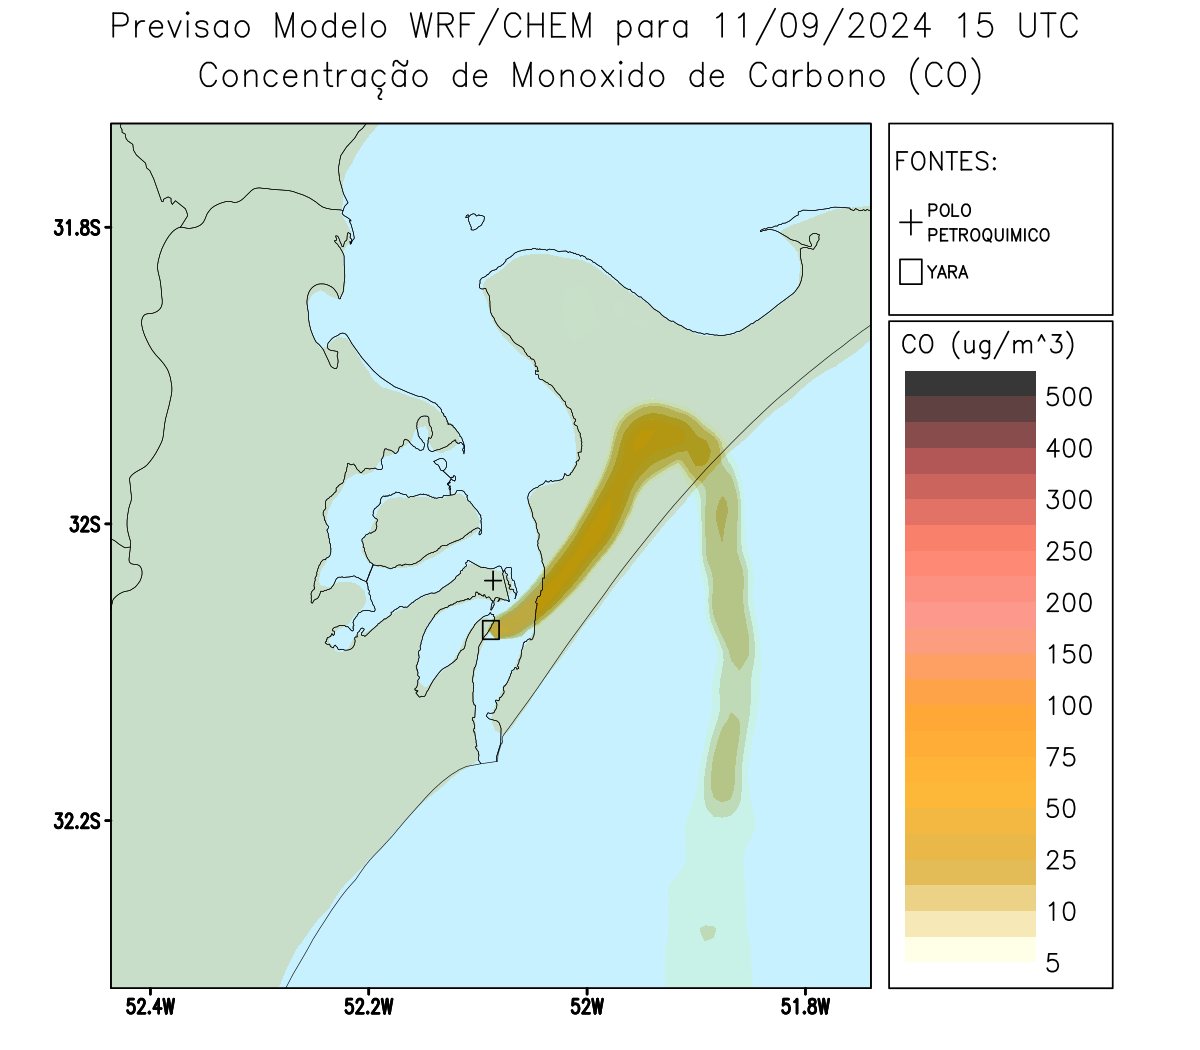 Previsao Modelo WRF/CHEM para 11/09/2024 15 UTC
Concentração de Monoxido de Carbono (CO)
FONTES:
POLO
PETROQUIMICO
YARA
CO (ug/m^3)
500
400
300
250
200
150
100
75
50
25
10
5
31.8S
32S
32.2S
52.4W
52.2W
52W
51.8W